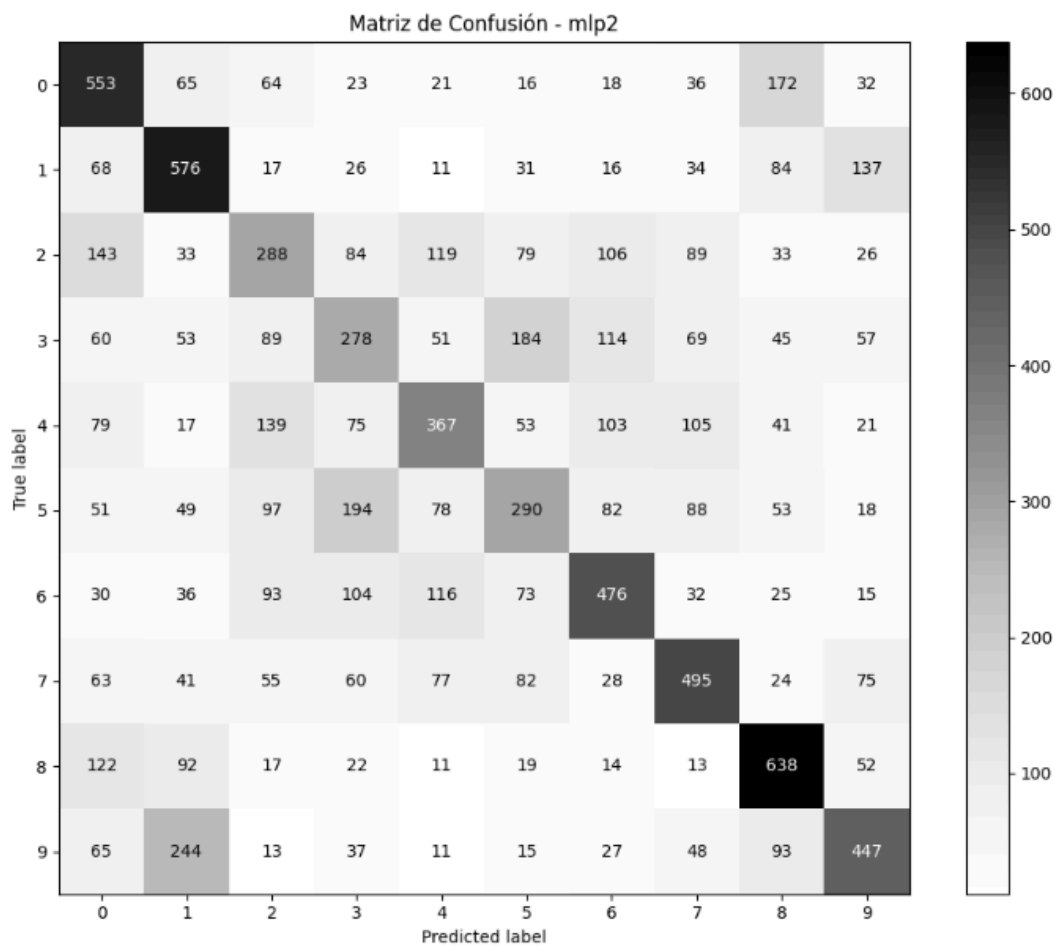 Matriz de Confusión - mlp2
0 553 65 64 23 21 16 18 36 172 32
1 68 576 17 26 11 31 16 34 84 137
2 143 33 288 84 119 79 106 89 33 26
3 60 53 89 278 51 184 114 69 45 57
4 79 17 139 75 367 53 103 105 41 21
5 51 49 97 194 78 290 82 88 53 18
6 30 36 93 104 116 73 476 32 25 15
7 63 41 55 60 77 82 28 495 24 75
8 122 92 17 22 11 19 14 13 638 52
9 65 244 13 37 11 15 27 48 93 447
0 1 2 3 4 5 6 7 8 9
Predicted label
True label
600
500
400
300
200
100